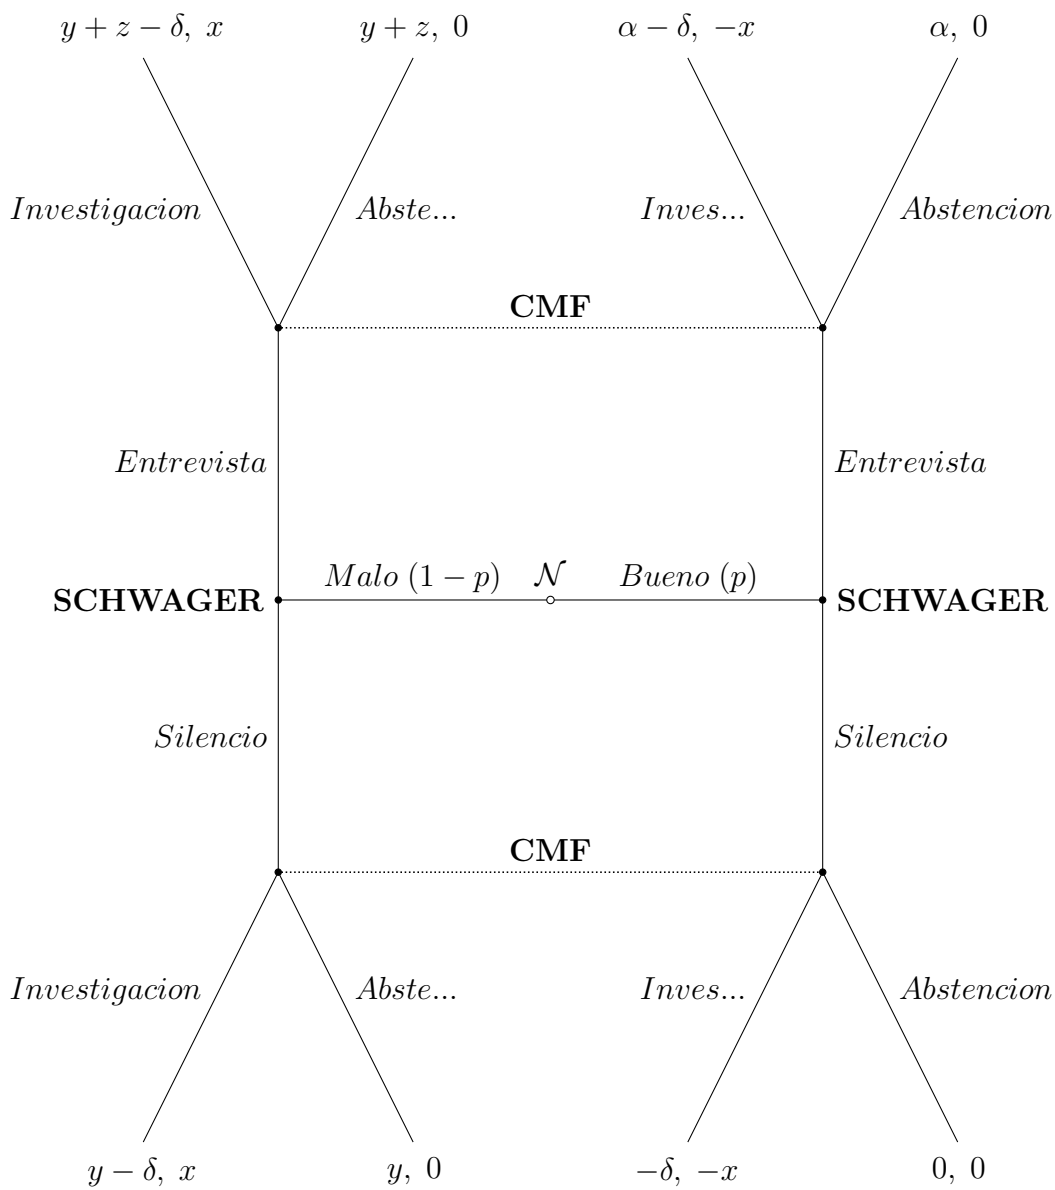 y + z − δ, x   y + z, 0   α − δ, −x   α, 0
Investigacion   Abste...   Inves...   Abstencion
CMF
Entrevista   Entrevista
Malo (1 − p)   𝒩   Bueno (p)
SCHWAGER   SCHWAGER
Silencio   Silencio
CMF
Investigacion   Abste...   Inves...   Abstencion
y − δ, x   y, 0   −δ, −x   0, 0